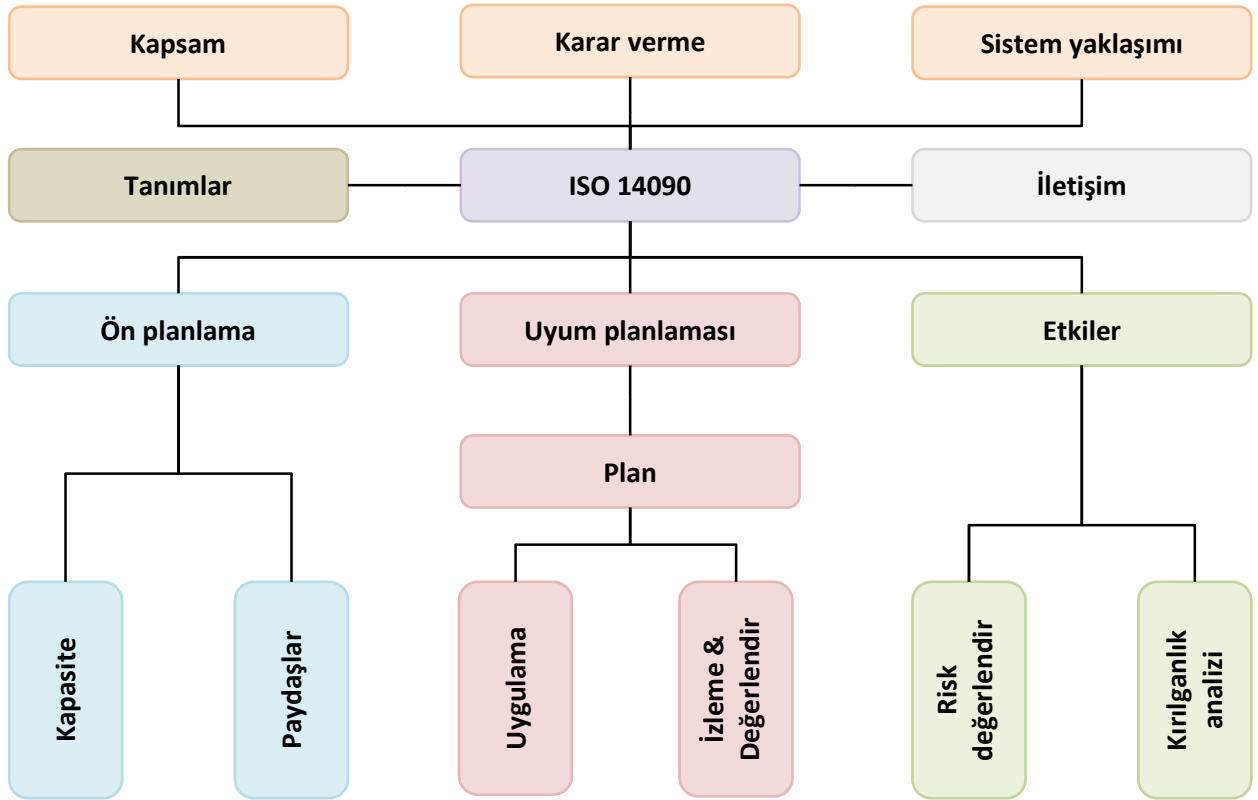 Kapsam
Karar verme
Sistem yaklaşımı
Tanımlar
ISO 14090
İletişim
Ön planlama
Uyum planlaması
Etkiler
Plan
Kapasite
Paydaşlar
Uygulama
İzleme &
Değerlendir
Risk
değerlendir
Kırılganlık
analizi